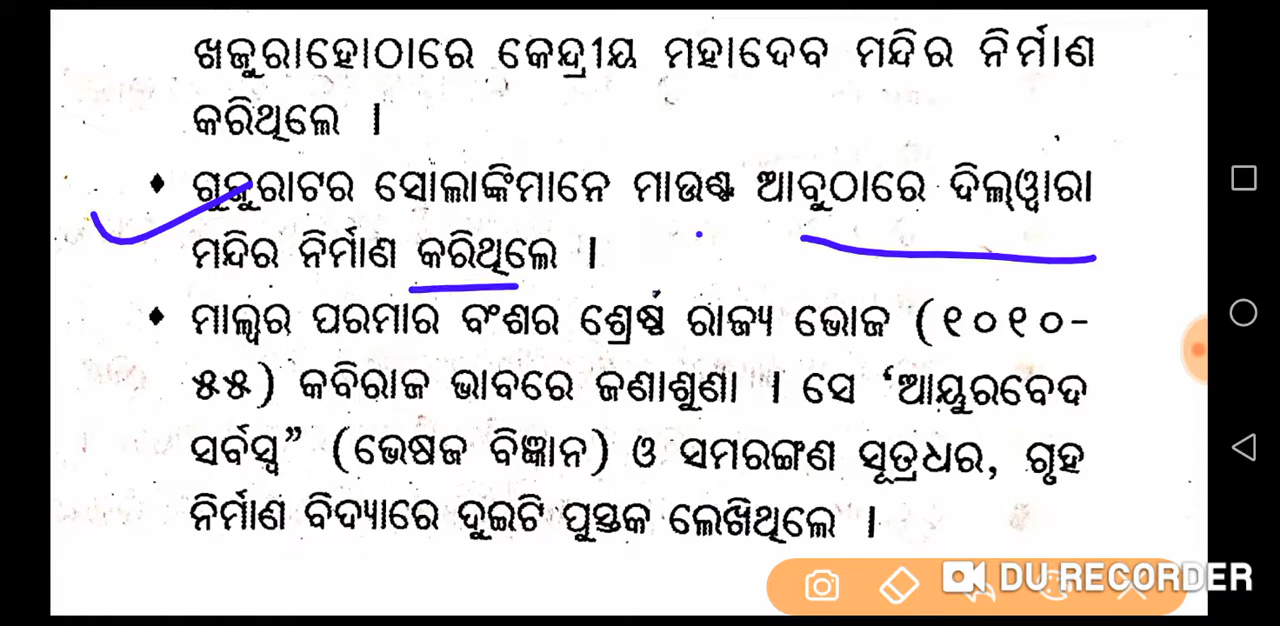 ଖଜୁରାହୋଠାରେ କେନ୍ଦ୍ରୀୟ ମହାଦେବ ମନ୍ଦିର ନିର୍ମାଣ
କରିଥିଲେ ।
♦ ଗୁଜୁରାଟର ସୋଲାଙ୍କିମାନେ ମାଉଣ୍ଟ ଆବୁଠାରେ ଦିଲ୍‌ୱାରା
ମନ୍ଦିର ନିର୍ମାଣ କରିଥିଲେ ।
♦ ମାଲ୍ୱର ପରମାର ବଂଶର ଶ୍ରେଷ୍ଠ ରାଜ୍ୟ ଭୋଜ (୧୦୧୦-
୫୫) କବିରାଜ ଭାବରେ ଜଣାଶୁଣା । ସେ ‘ଆୟୁରବେଦ
ସର୍ବସ୍ୱ” (ଭେଷଜ ବିଜ୍ଞାନ) ଓ ସମରଙ୍ଗଣ ସୂତ୍ରଧର, ଗୃହ
ନିର୍ମାଣ ବିଦ୍ୟାରେ ଦୁଇଟି ପୁସ୍ତକ ଲେଖିଥିଲେ ।
DU RECORDER